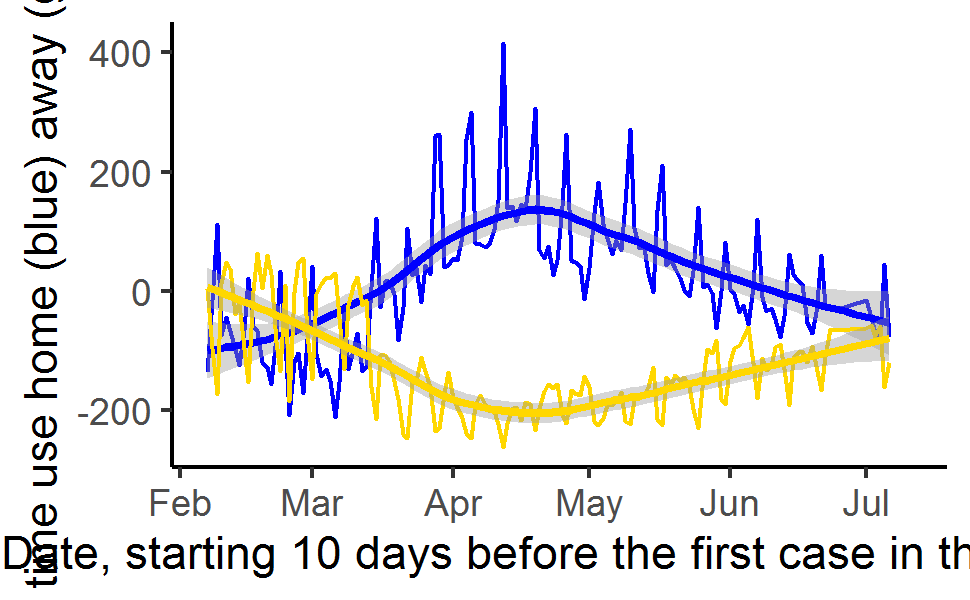 time use home (blue) away (
400
200
0
-200
Feb
Mar
Apr
May
Jun
Jul
Date, starting 10 days before the first case in th